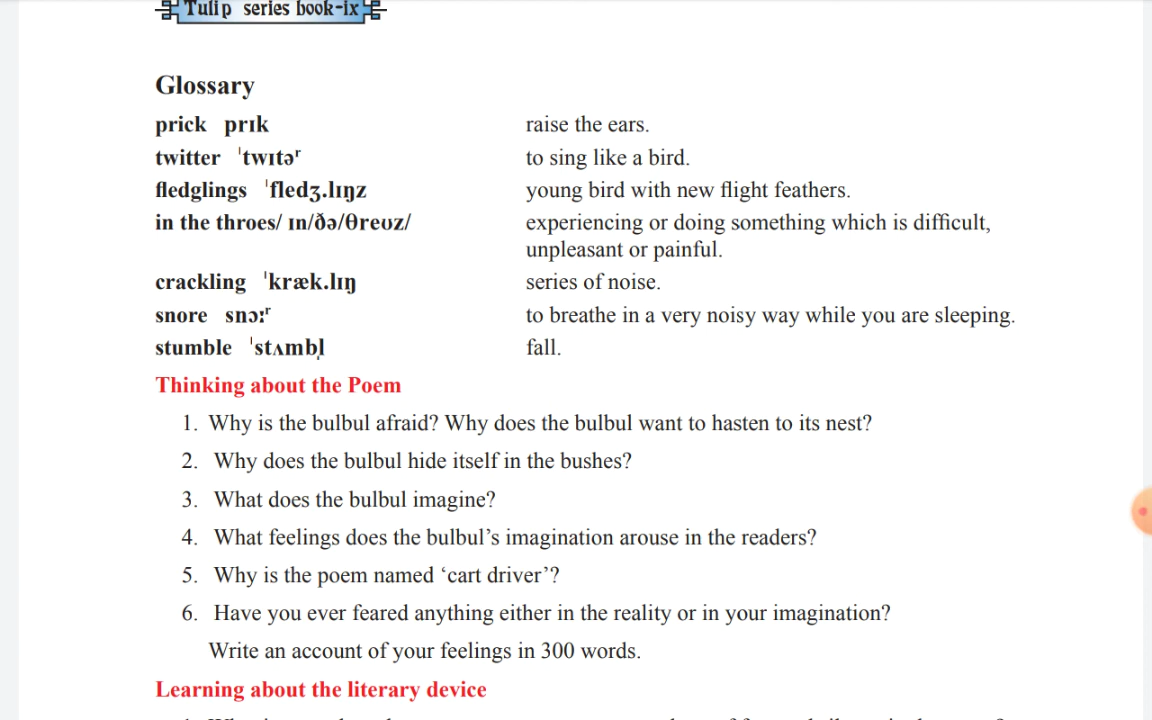 Tulip series book-ix
Glossary
prick prɪk raise the ears.
twitter ˈtwɪtəʳ to sing like a bird.
fledglings ˈfledʒ.lɪŋz young bird with new flight feathers.
in the throes/ ɪn/ðə/θreʊz/ experiencing or doing something which is difficult,
unpleasant or painful.
crackling ˈkræk.lɪŋ series of noise.
snore snɔːʳ to breathe in a very noisy way while you are sleeping.
stumble ˈstʌmbl̩ fall.
Thinking about the Poem
1. Why is the bulbul afraid? Why does the bulbul want to hasten to its nest?
2. Why does the bulbul hide itself in the bushes?
3. What does the bulbul imagine?
4. What feelings does the bulbul’s imagination arouse in the readers?
5. Why is the poem named ‘cart driver’?
6. Have you ever feared anything either in the reality or in your imagination?
Write an account of your feelings in 300 words.
Learning about the literary device